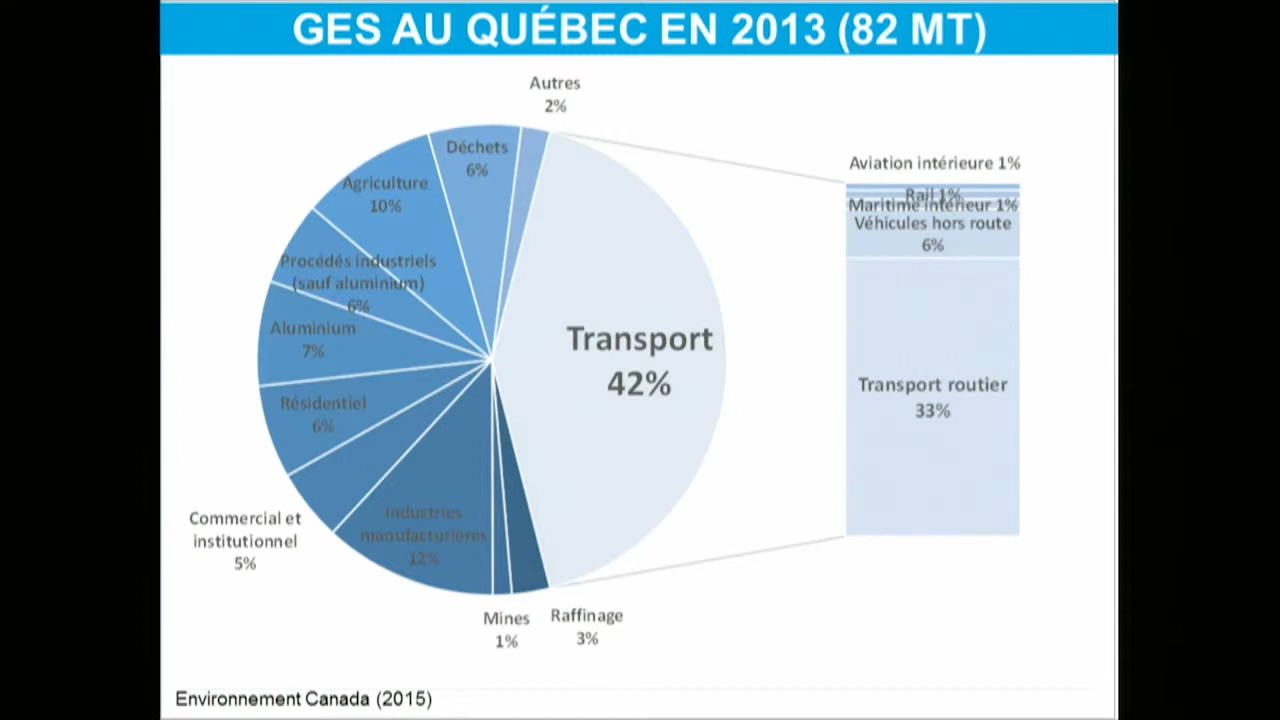 GES AU QUÉBEC EN 2013 (82 MT)
Autres
2%
Déchets
6%
Agriculture
10%
Procédés industriels
(sauf aluminium)
6%
Aluminium
7%
Résidentiel
6%
Commercial et
institutionnel
5%
Industries
manufacturières
12%
Mines
1%
Raffinage
3%
Transport
42%
Aviation intérieure 1%
Rail 1%
Maritime intérieur 1%
Véhicules hors route
6%
Transport routier
33%
Environnement Canada (2015)